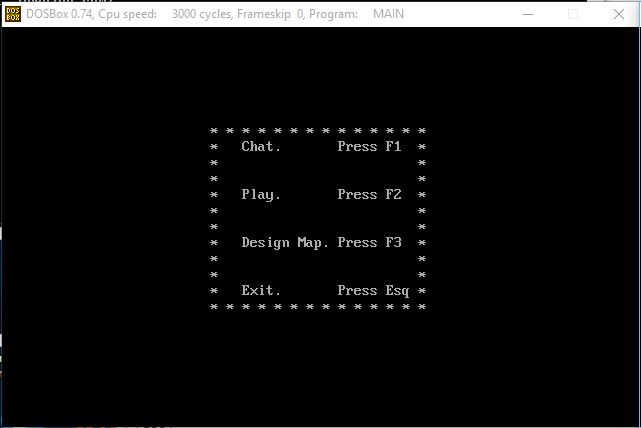 DOSBox 0.74, Cpu speed: 3000 cycles, Frameskip 0, Program: MAIN
* * * * * * * * * * * * * *
* Chat. Press F1 *
* *
* *
* Play. Press F2 *
* *
* *
* Design Map. Press F3 *
* *
* *
* Exit. Press Esq *
* * * * * * * * * * * * * *